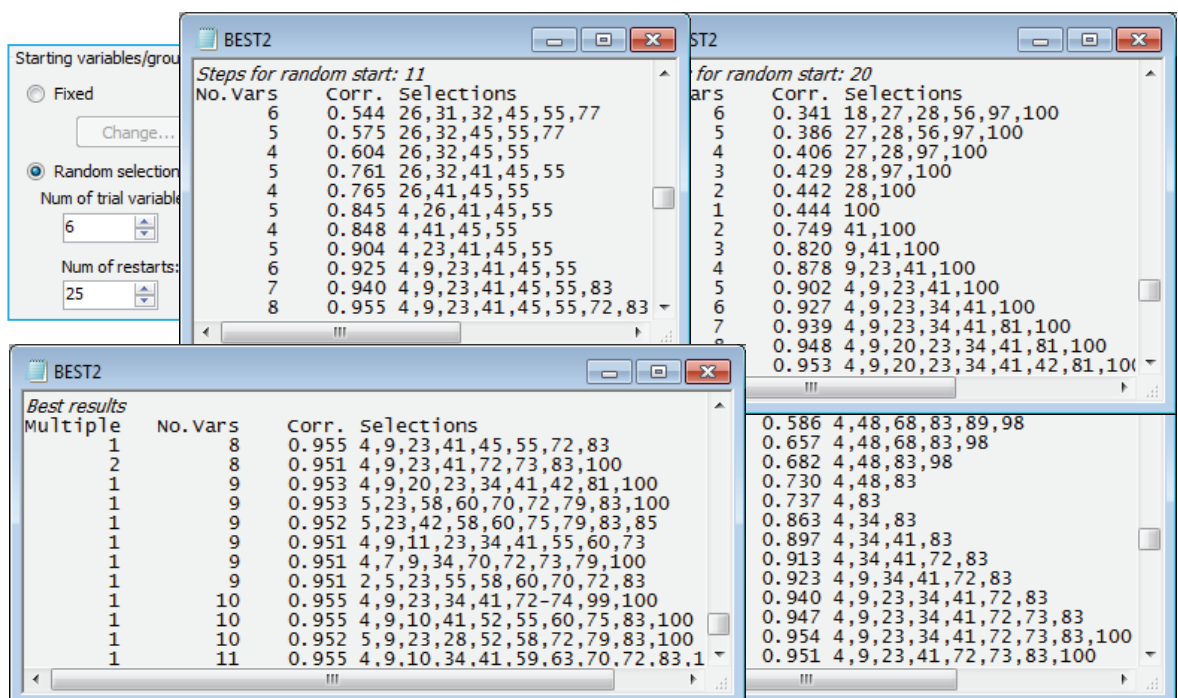 Starting variables/grou
Fixed
Change...
Random selection
Num of trial variable
6
Num of restarts:
25
BEST2
Steps for random start: 11
No.Vars Corr. Selections
6 0.544 26,31,32,45,55,77
5 0.575 26,32,45,55,77
4 0.604 26,32,45,55
5 0.761 26,32,41,45,55
4 0.765 26,41,45,55
5 0.845 4,26,41,45,55
4 0.848 4,41,45,55
5 0.904 4,23,41,45,55
6 0.925 4,9,23,41,45,55
7 0.940 4,9,23,41,45,55,83
8 0.955 4,9,23,41,45,55,72,83
ST2
for random start: 20
ars Corr. Selections
6 0.341 18,27,28,56,97,100
5 0.386 27,28,56,97,100
4 0.406 27,28,97,100
3 0.429 28,97,100
2 0.442 28,100
1 0.444 100
2 0.749 41,100
3 0.820 9,41,100
4 0.878 9,23,41,100
5 0.902 4,9,23,41,100
6 0.927 4,9,23,34,41,100
7 0.939 4,9,23,34,41,81,100
8 0.948 4,9,20,23,34,41,81,100
0.953 4,9,20,23,34,41,42,81,10
BEST2
Best results
Multiple No.Vars Corr. Selections
1 8 0.955 4,9,23,41,45,55,72,83
2 8 0.951 4,9,23,41,72,73,83,100
1 9 0.953 4,9,20,23,34,41,42,81,100
1 9 0.953 5,23,58,60,70,72,79,83,100
1 9 0.952 5,23,42,58,60,75,79,83,85
1 9 0.951 4,9,11,23,34,41,55,60,73
1 9 0.951 4,7,9,34,70,72,73,79,100
1 9 0.951 2,5,23,55,58,60,70,72,83
1 10 0.955 4,9,23,34,41,72-74,99,100
1 10 0.955 4,9,10,41,52,55,60,75,83,100
1 10 0.952 5,9,23,28,52,58,72,79,83,100
1 11 0.955 4,9,10,34,41,59,63,70,72,83,1
0.586 4,48,68,83,89,98
0.657 4,48,68,83,98
0.682 4,48,83,98
0.730 4,48,83
0.737 4,83
0.863 4,34,83
0.897 4,34,41,83
0.913 4,34,41,72,83
0.923 4,9,34,41,72,83
0.940 4,9,23,34,41,72,83
0.947 4,9,23,34,41,72,73,83
0.954 4,9,23,34,41,72,73,83,100
0.951 4,9,23,41,72,73,83,100